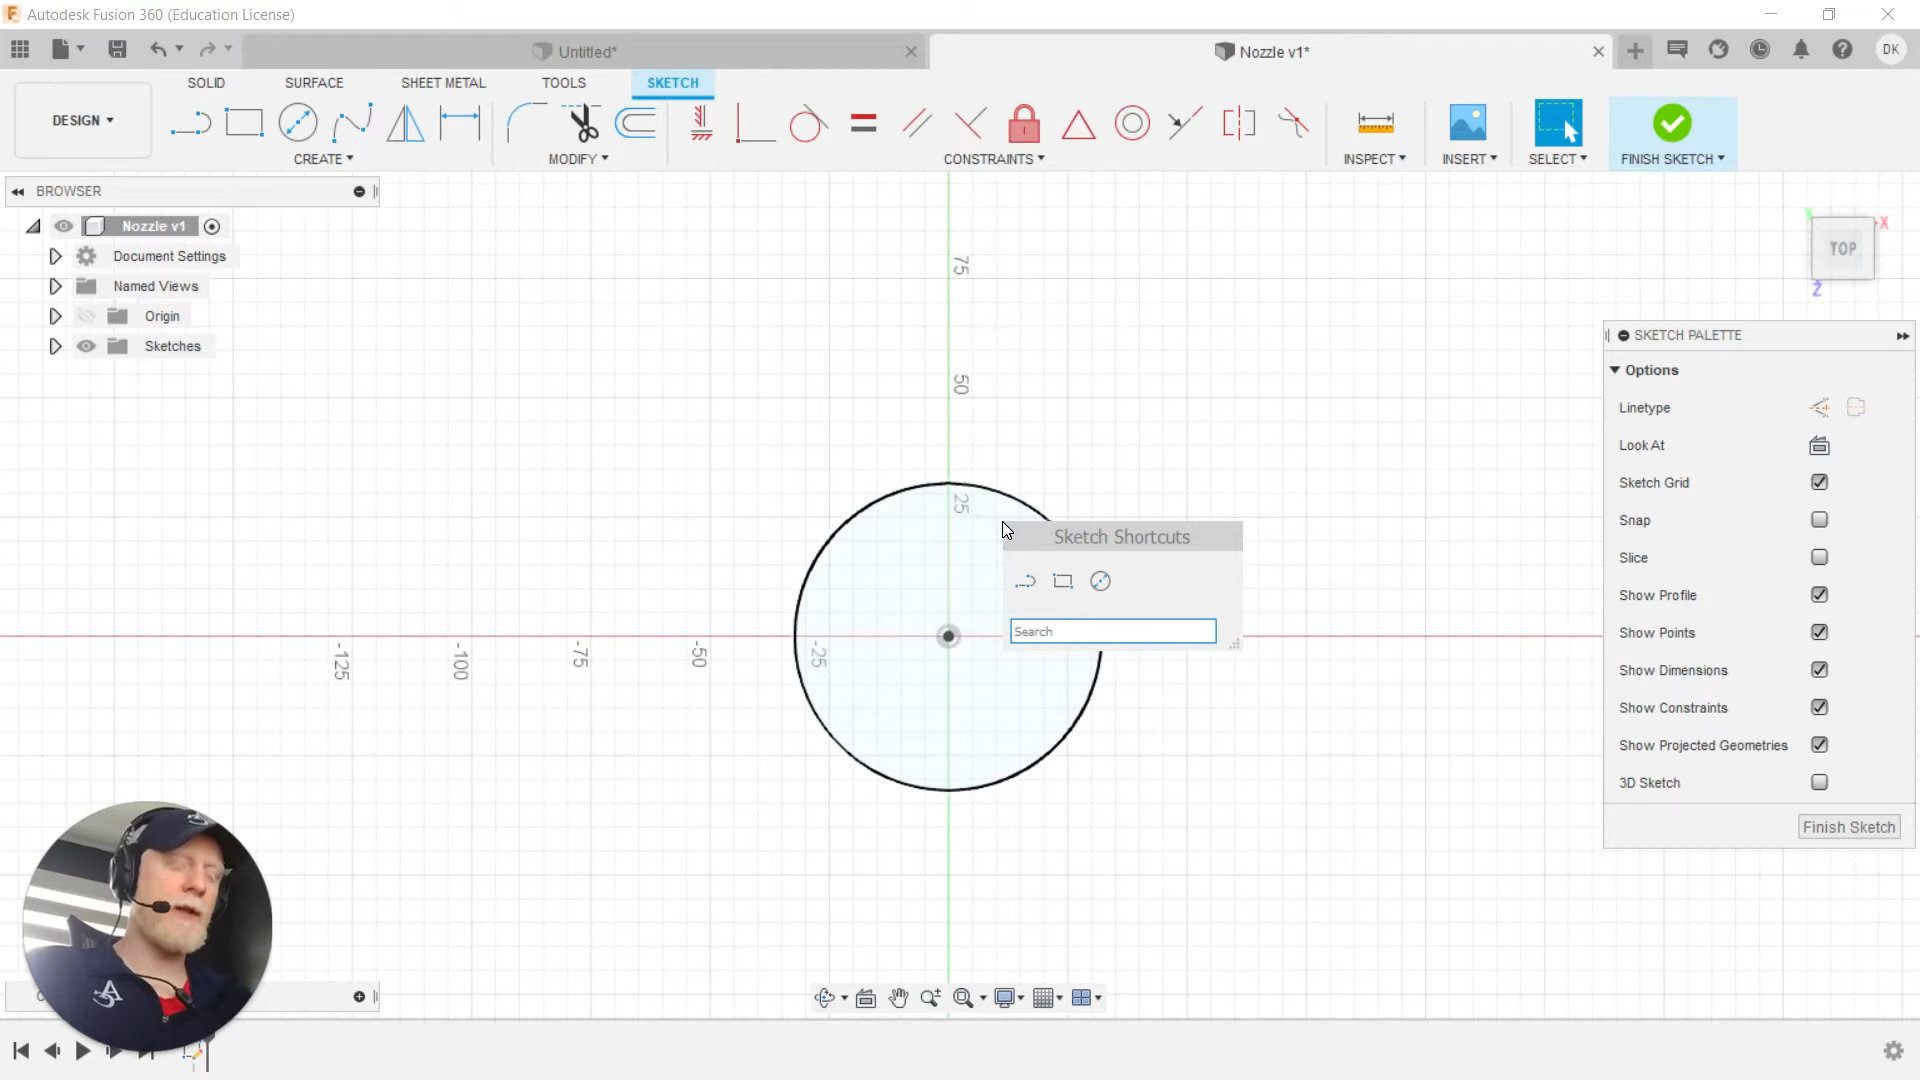 Autodesk Fusion 360 (Education License)
Untitled*
Nozzle v1*
DK
SOLID
SURFACE
SHEET METAL
TOOLS
SKETCH
DESIGN
CREATE
MODIFY
CONSTRAINTS
INSPECT
INSERT
SELECT
FINISH SKETCH
BROWSER
Nozzle v1
Document Settings
Named Views
Origin
Sketches
75
50
25
-125
-100
-75
-50
-25
Sketch Shortcuts
Search
TOP
X
Z
SKETCH PALETTE
Options
Linetype
Look At
Sketch Grid
Snap
Slice
Show Profile
Show Points
Show Dimensions
Show Constraints
Show Projected Geometries
3D Sketch
Finish Sketch